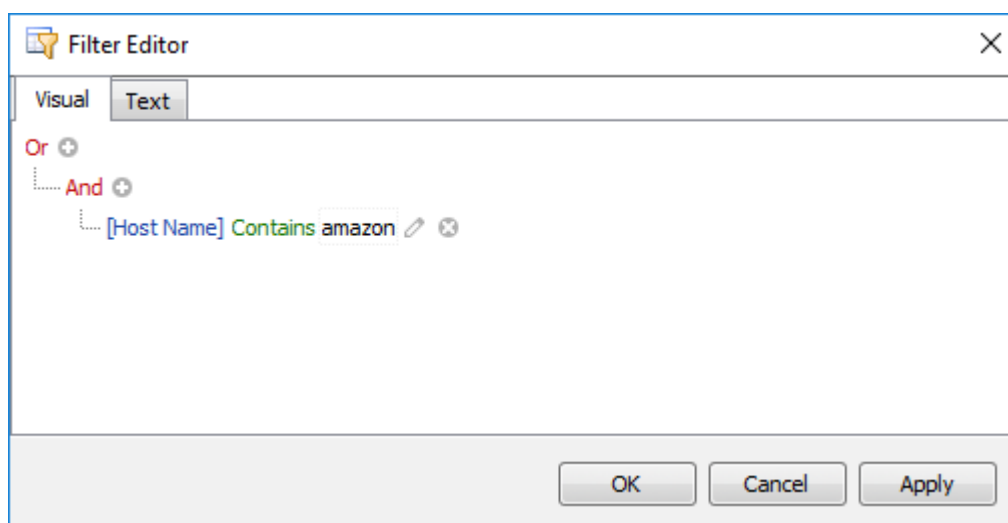 Filter Editor
Visual Text
Or
And
[Host Name] Contains amazon
OK Cancel Apply